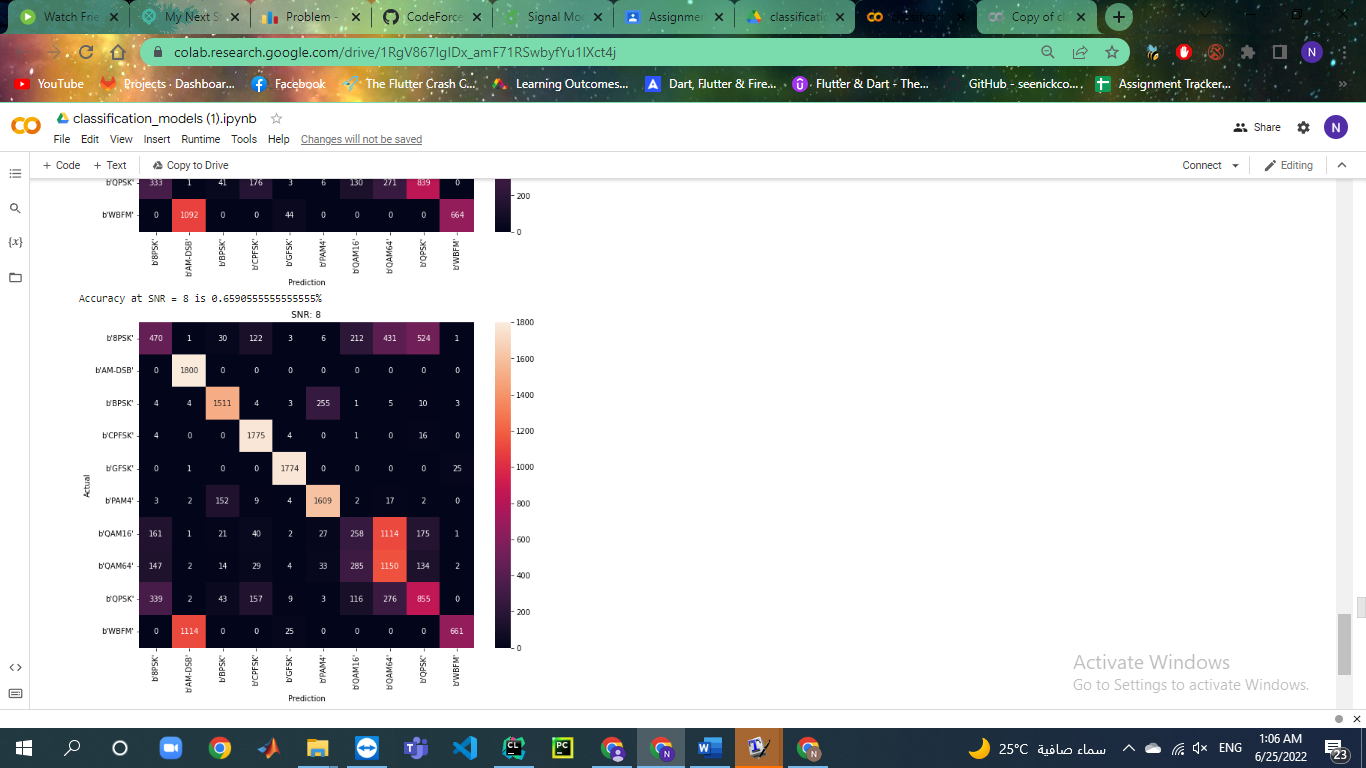 Watch Frie
My Next S
Problem -
CodeForce
Signal Mo
Assignmen
classificati
Copy of cl
colab.research.google.com/drive/1RgV867IgIDx_amF71RSwbyfYu1lXct4j
N
YouTube
Projects · Dashboar...
Facebook
The Flutter Crash C...
Learning Outcomes...
Dart, Flutter & Fire...
Flutter & Dart - The...
GitHub - seenickco...
Assignment Tracker...
»
classification_models (1).ipynb
File Edit View Insert Runtime Tools Help Changes will not be saved
Share
N
+ Code + Text Copy to Drive
Connect
Editing
b'QPSK' 333 1 41 176 3 6 130 271 839 0
b'WBFM' 0 1092 0 0 44 0 0 0 0 664
200
0
b'8PSK' b'AM-DSB' b'BPSK' b'CPFSK' b'GFSK' b'PAM4' b'QAM16' b'QAM64' b'QPSK' b'WBFM'
Prediction
Accuracy at SNR = 8 is 0.6590555555555555%
SNR: 8
Actual
b'8PSK' 470 1 30 122 3 6 212 431 524 1
b'AM-DSB' 0 1800 0 0 0 0 0 0 0 0
b'BPSK' 4 4 1511 4 3 255 1 5 10 3
b'CPFSK' 4 0 0 1775 4 0 1 0 16 0
b'GFSK' 0 1 0 0 1774 0 0 0 0 25
b'PAM4' 3 2 152 9 4 1609 2 17 2 0
b'QAM16' 161 1 21 40 2 27 258 1114 175 1
b'QAM64' 147 2 14 29 4 33 285 1150 134 2
b'QPSK' 339 2 43 157 9 3 116 276 855 0
b'WBFM' 0 1114 0 0 25 0 0 0 0 661
1800
1600
1400
1200
1000
800
600
400
200
0
b'8PSK' b'AM-DSB' b'BPSK' b'CPFSK' b'GFSK' b'PAM4' b'QAM16' b'QAM64' b'QPSK' b'WBFM'
Prediction
Activate Windows
Go to Settings to activate Windows.
25°C سماء صافية
ENG
1:06 AM
6/25/2022
23